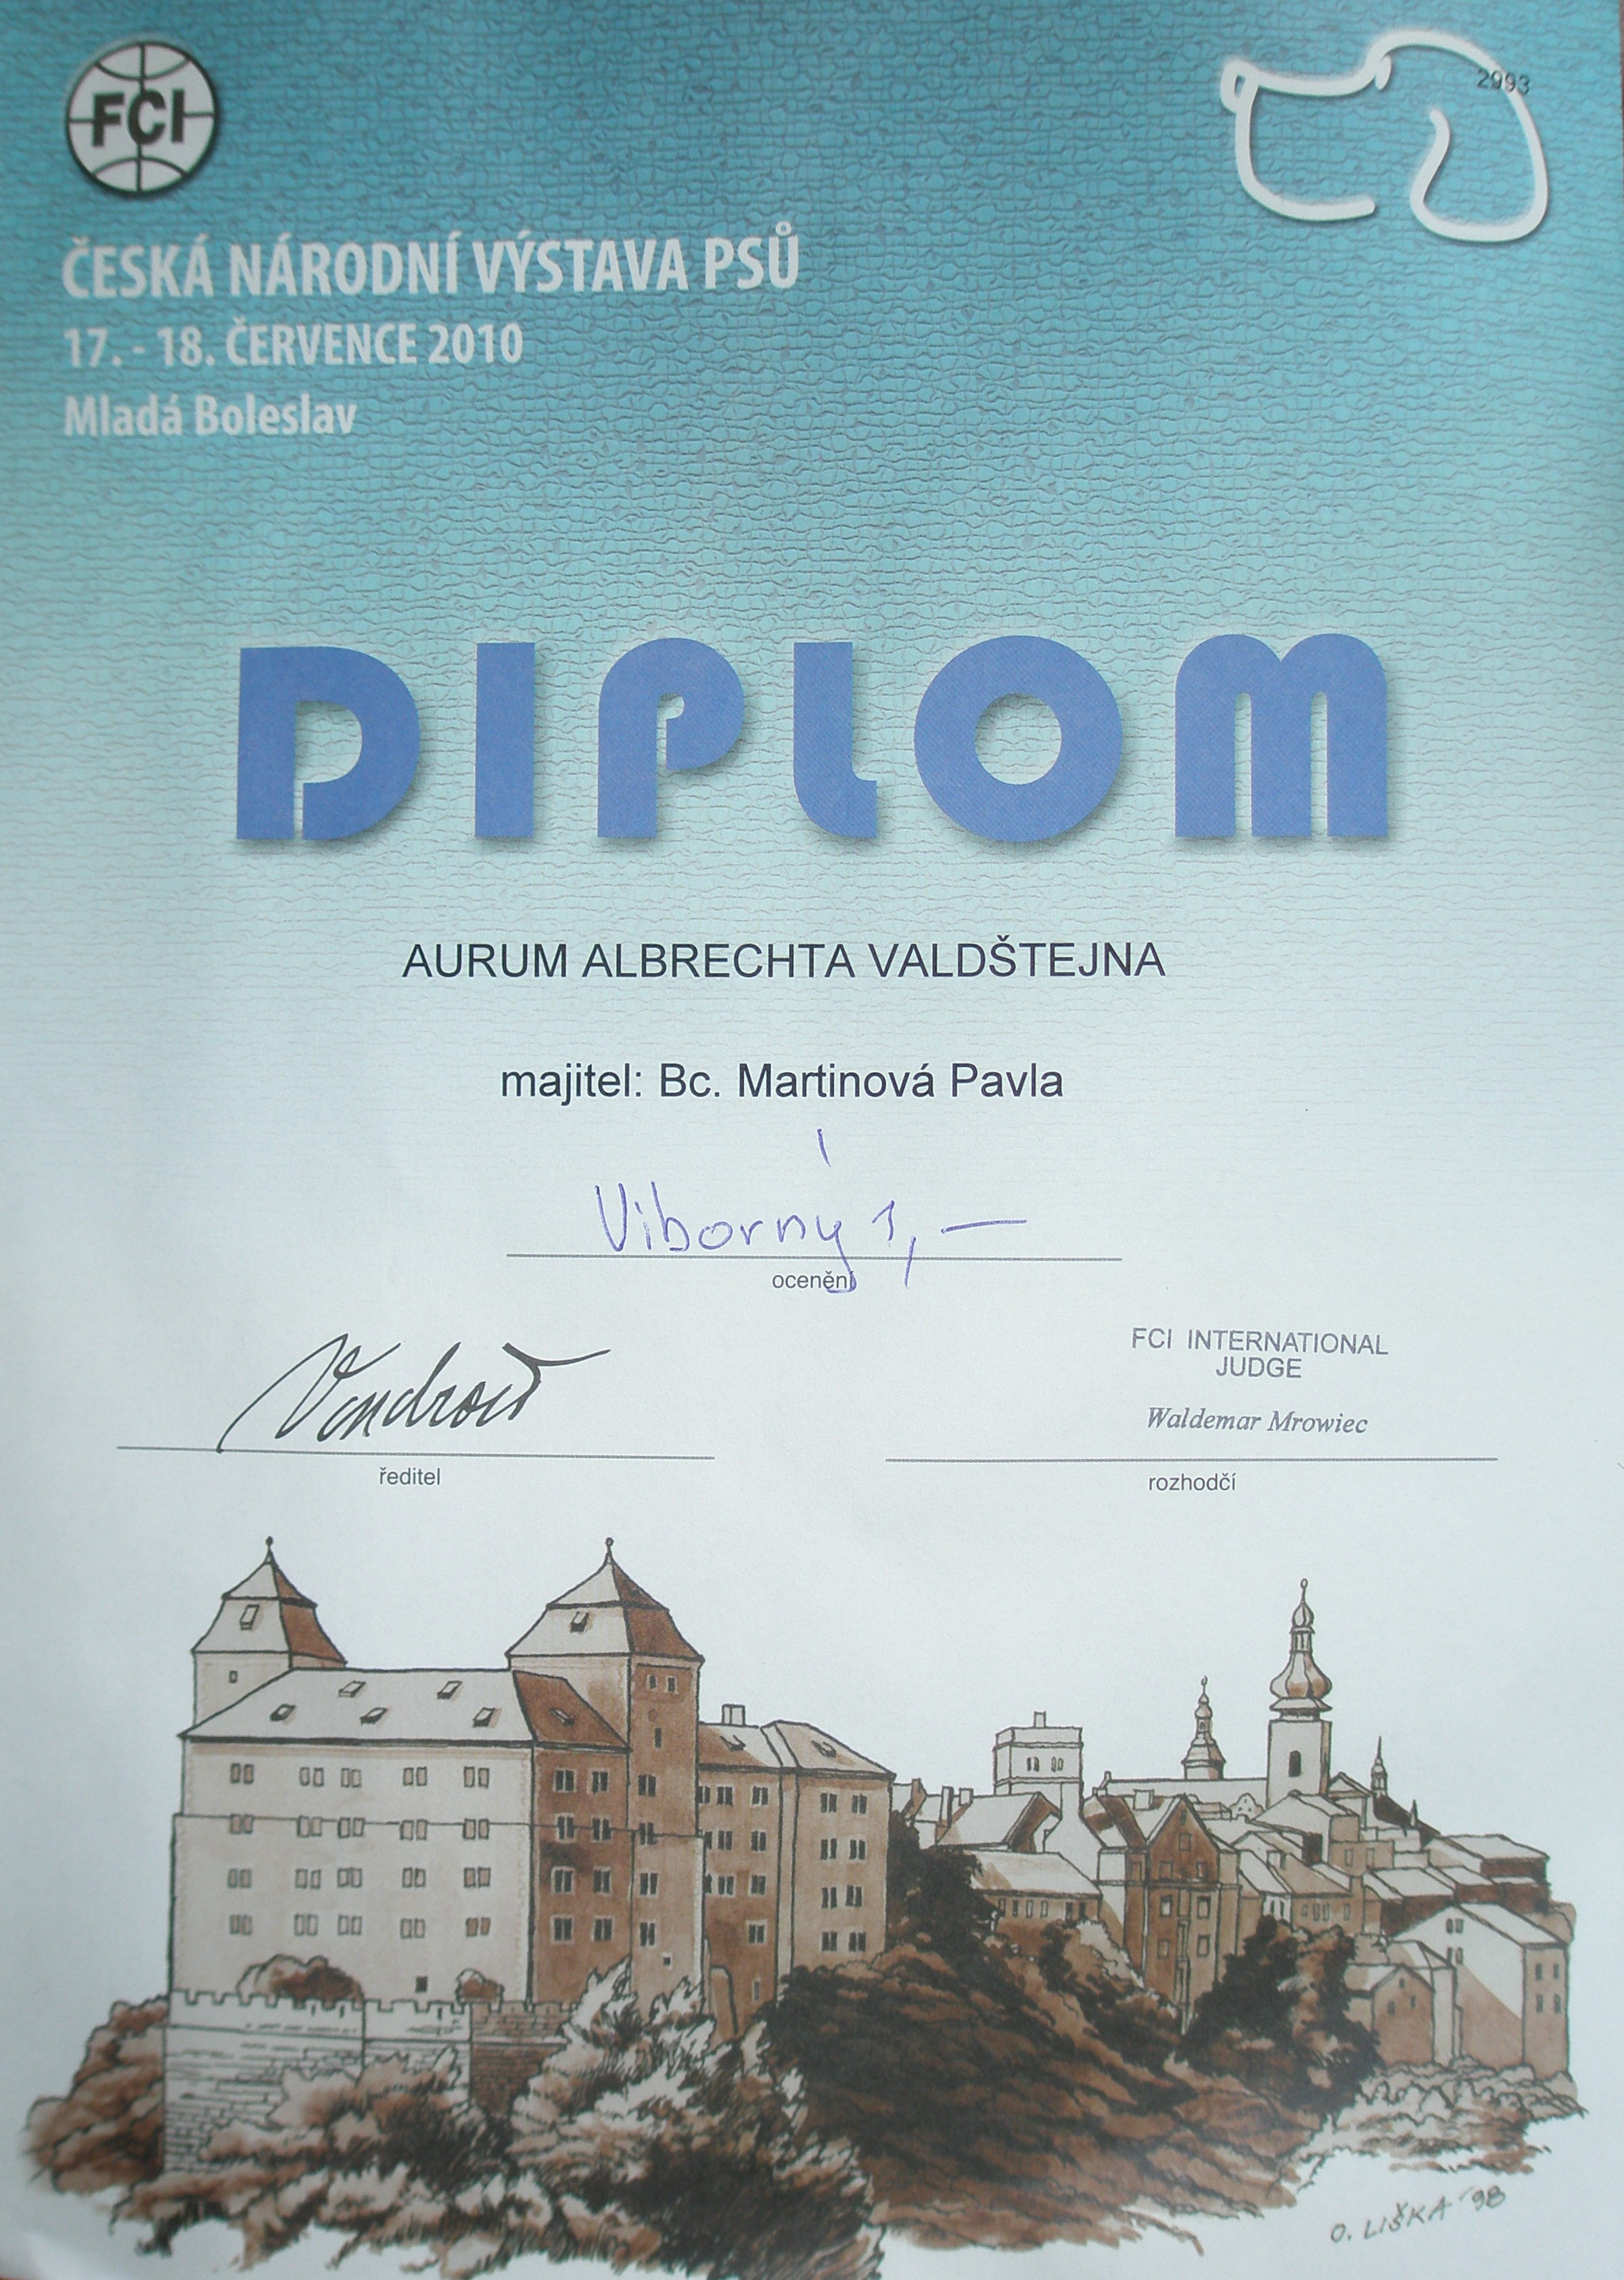 FCI
2993
ČESKÁ NÁRODNÍ VÝSTAVA PSŮ
17. - 18. ČERVENCE 2010
Mladá Boleslav
DIPLOM
AURUM ALBRECHTA VALDŠTEJNA
majitel: Bc. Martinová Pavla
Viborný 1,—
ocenění
FCI INTERNATIONAL
JUDGE
Waldemar Mrowiec
ředitel
rozhodčí
O. LIŠKA '98